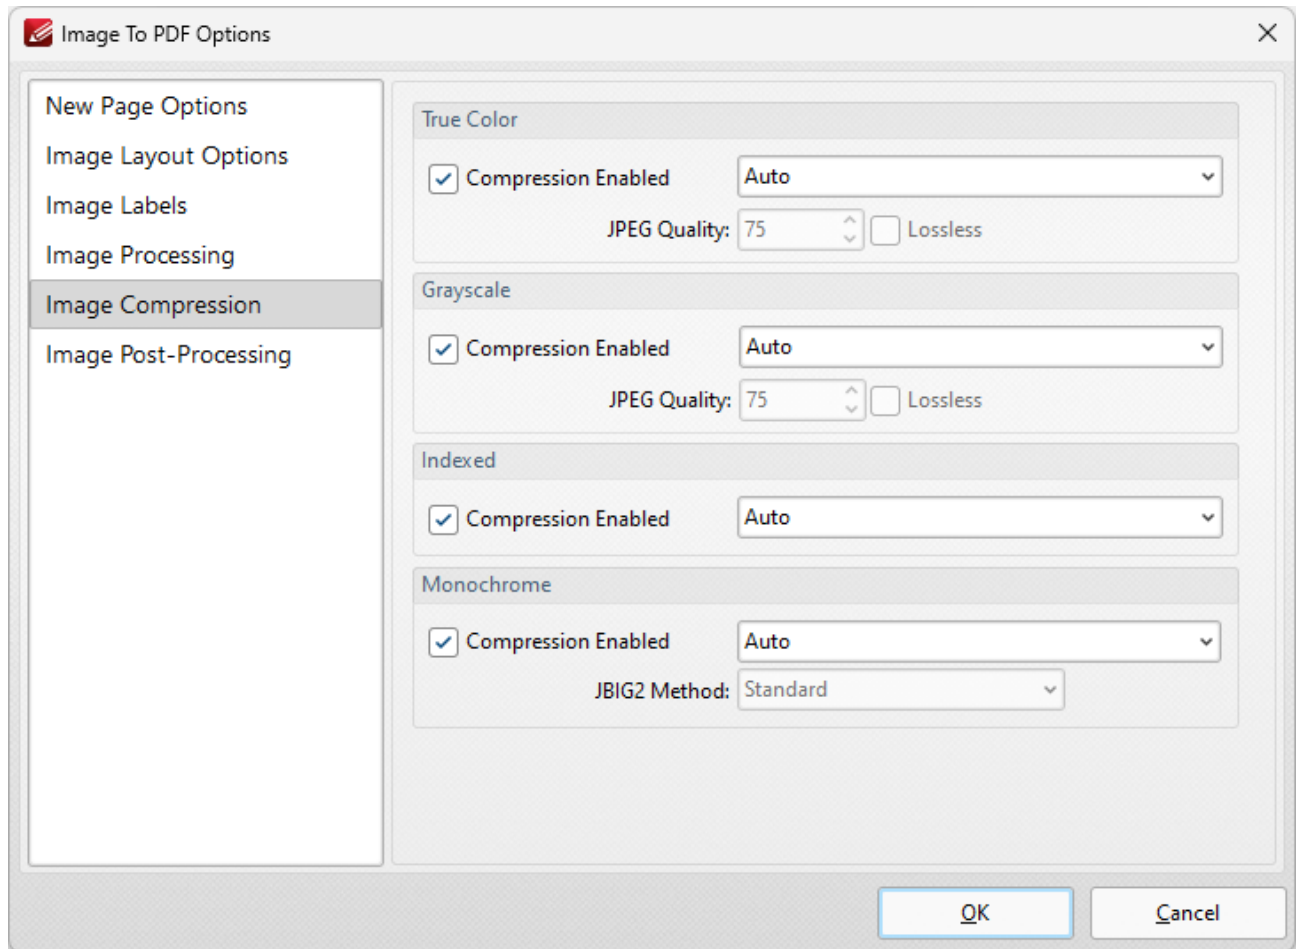 Image To PDF Options
New Page Options
Image Layout Options
Image Labels
Image Processing
Image Compression
Image Post-Processing
True Color
Compression Enabled Auto
JPEG Quality: 75 Lossless
Grayscale
Compression Enabled Auto
JPEG Quality: 75 Lossless
Indexed
Compression Enabled Auto
Monochrome
Compression Enabled Auto
JBIG2 Method: Standard
OK Cancel